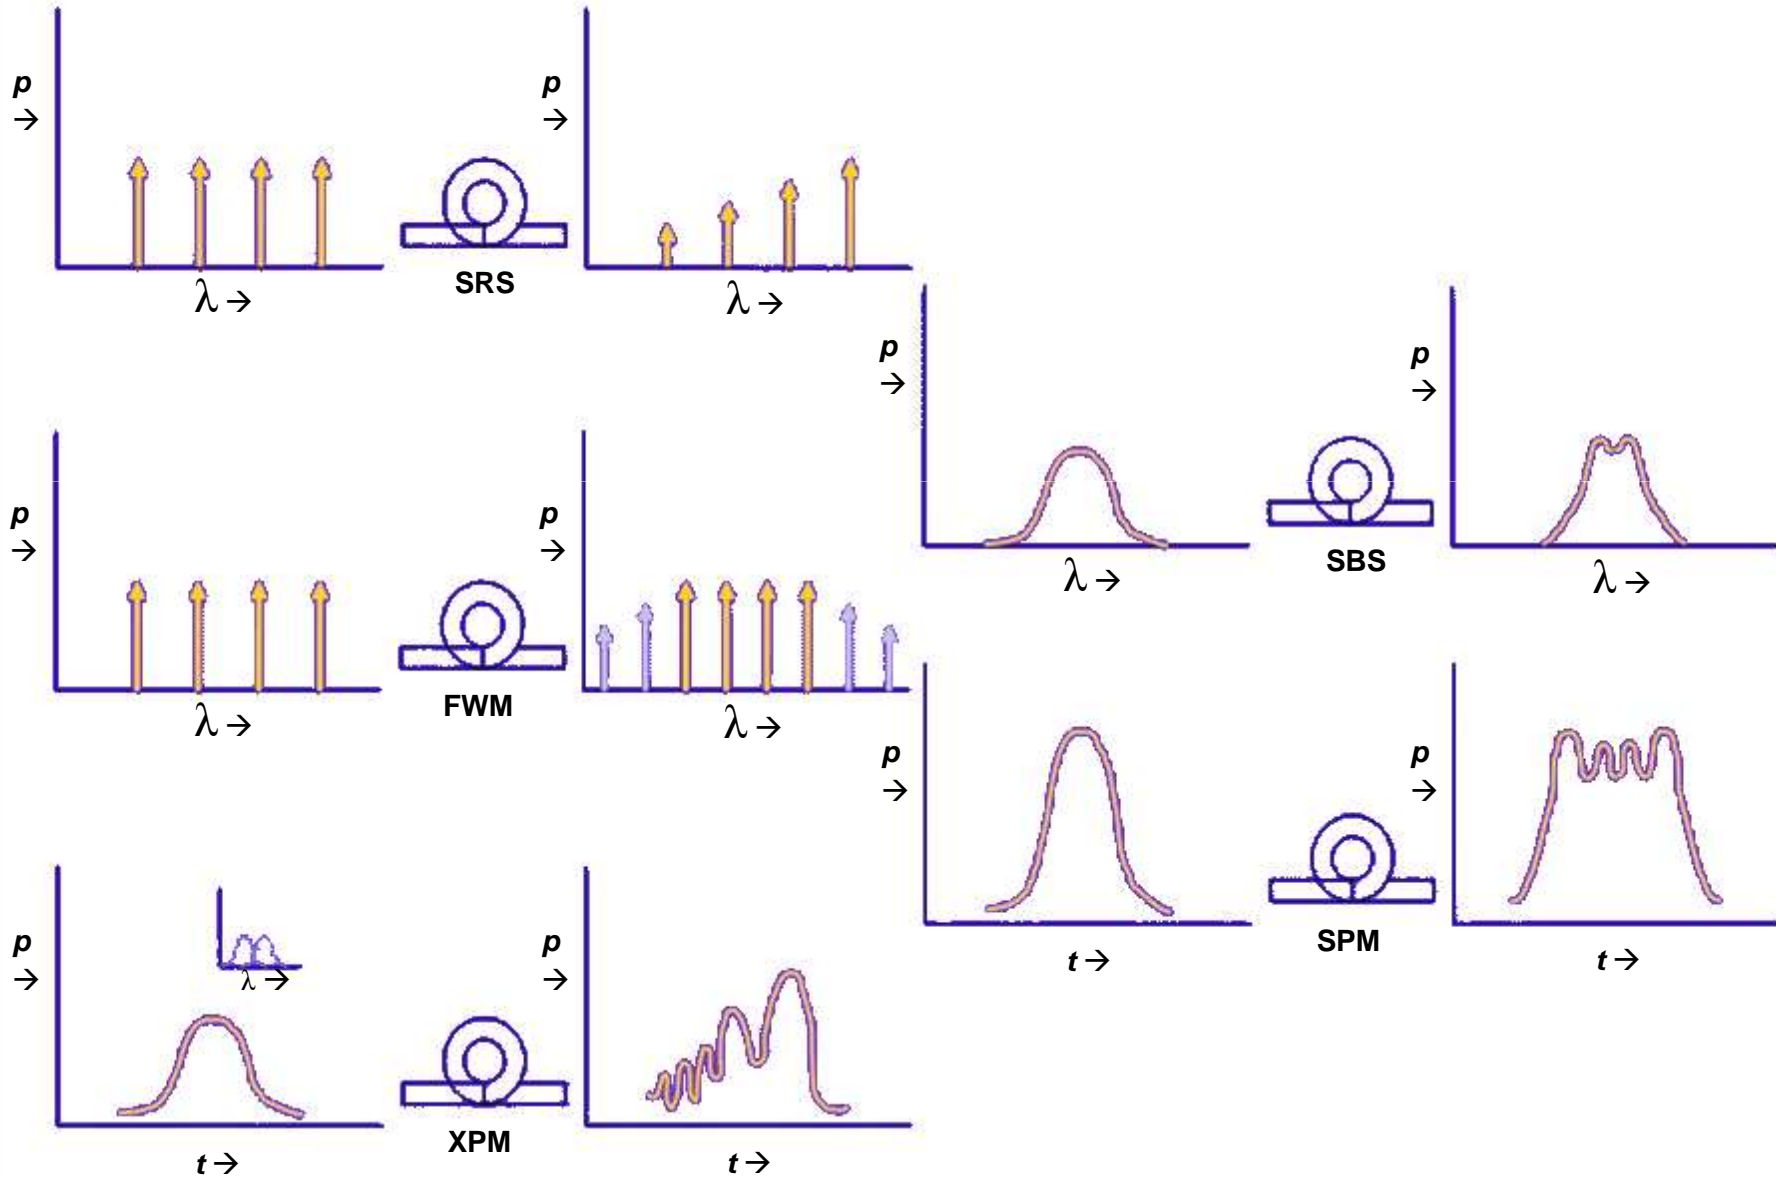 p
→
p
→
SRS
λ →
λ →
p
→
p
→
SBS
λ →
λ →
p
→
p
→
FWM
λ →
λ →
p
→
p
→
SPM
t →
t →
p
→
λ →
p
→
XPM
t →
t →